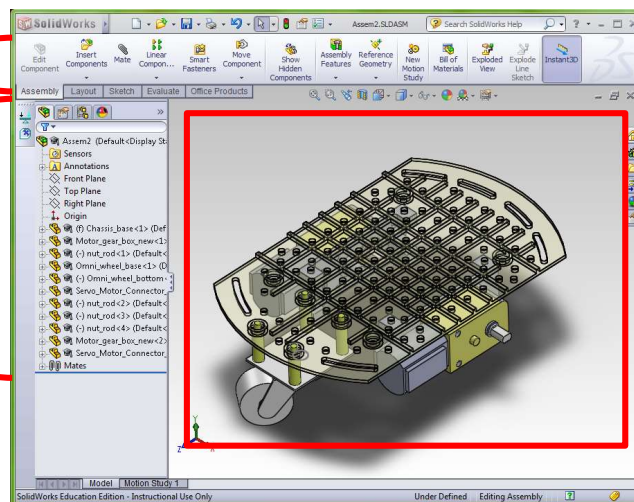 SolidWorks
Assem2.SLDASM
Search SolidWorks Help
Edit Component
Insert Components
Mate
Linear Compon...
Smart Fasteners
Move Component
Show Hidden Components
Assembly Features
Reference Geometry
New Motion Study
Bill of Materials
Exploded View
Explode Line Sketch
Instant3D
Assembly Layout Sketch Evaluate Office Products
Assem2 (Default<Display St
Sensors
Annotations
Front Plane
Top Plane
Right Plane
Origin
(f) Chassis_base<1> (Def
Motor_gear_box_new<1>
(-) nut_rod<1> (Default<
Omni_wheel_base<1> (D
(-) Omni_wheel_bottom
Servo_Motor_Connector_
(-) nut_rod<2> (Default<
(-) nut_rod<3> (Default<
(-) nut_rod<4> (Default<
Motor_gear_box_new<2>
Servo_Motor_Connector_
Mates
Y
Z
X
Model Motion Study 1
SolidWorks Education Edition - Instructional Use Only
Under Defined Editing Assembly